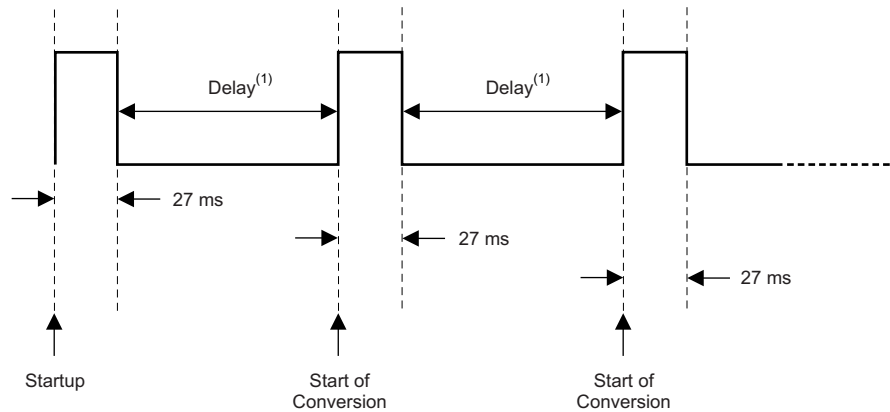 Delay(1)
Delay(1)
27 ms
27 ms
27 ms
Startup
Start of
Conversion
Start of
Conversion